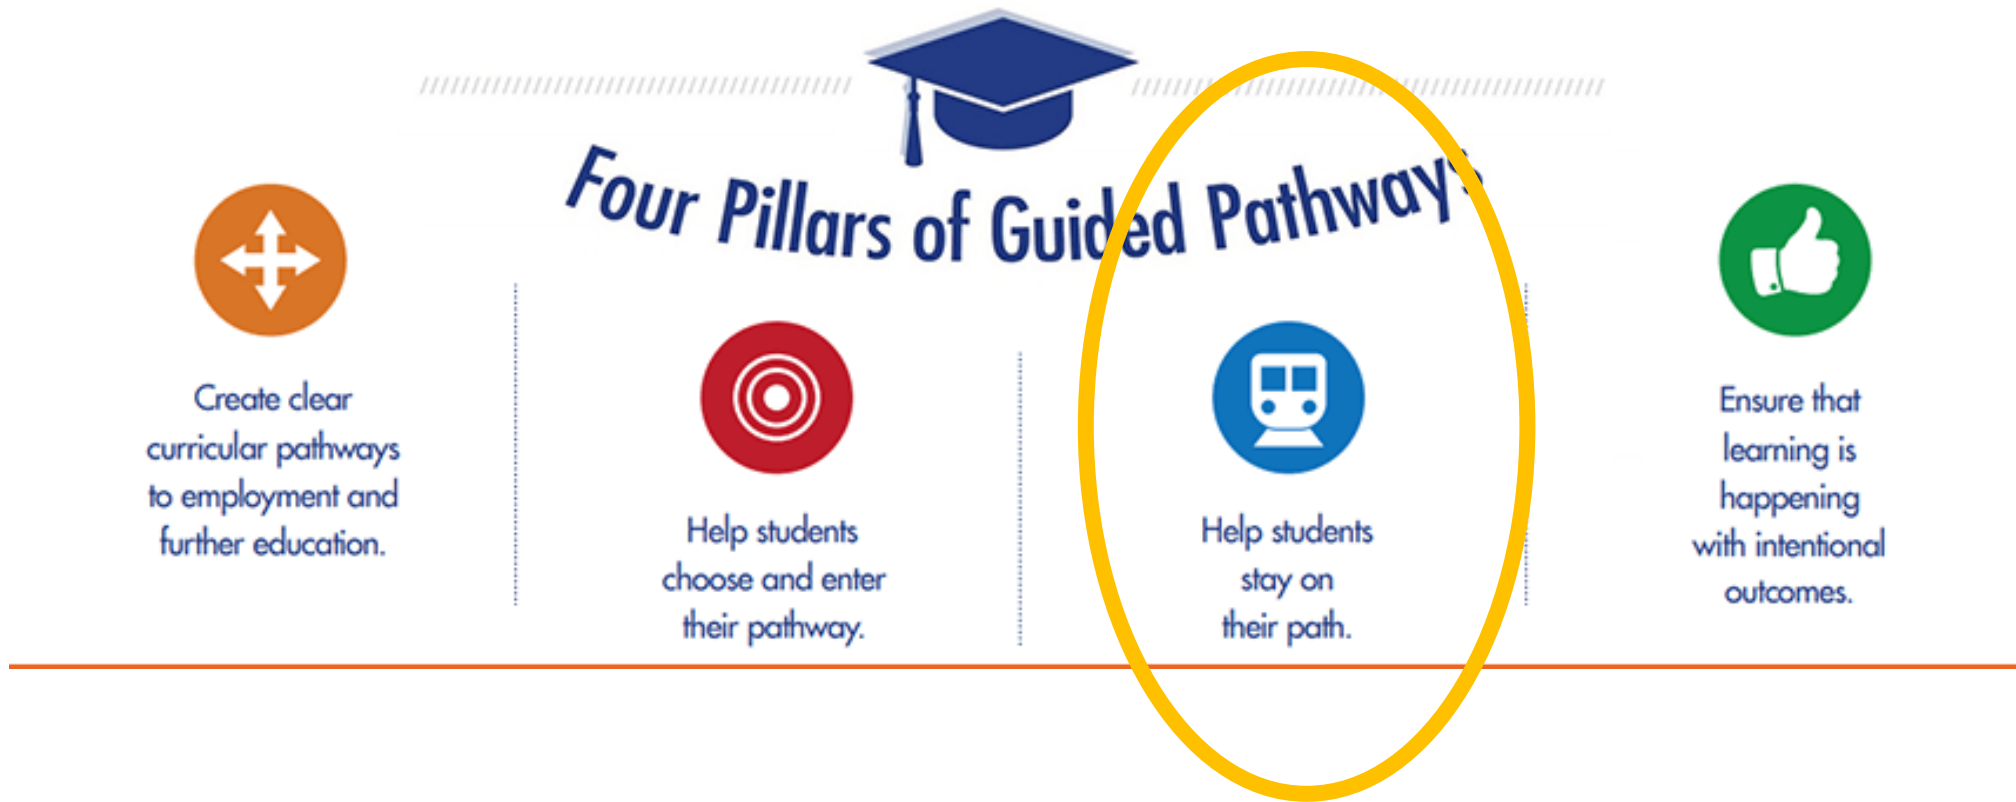 Four Pillars of Guided Pathways
Create clear
curricular pathways
to employment and
further education.
Help students
choose and enter
their pathway.
Help students
stay on
their path.
Ensure that
learning is
happening
with intentional
outcomes.